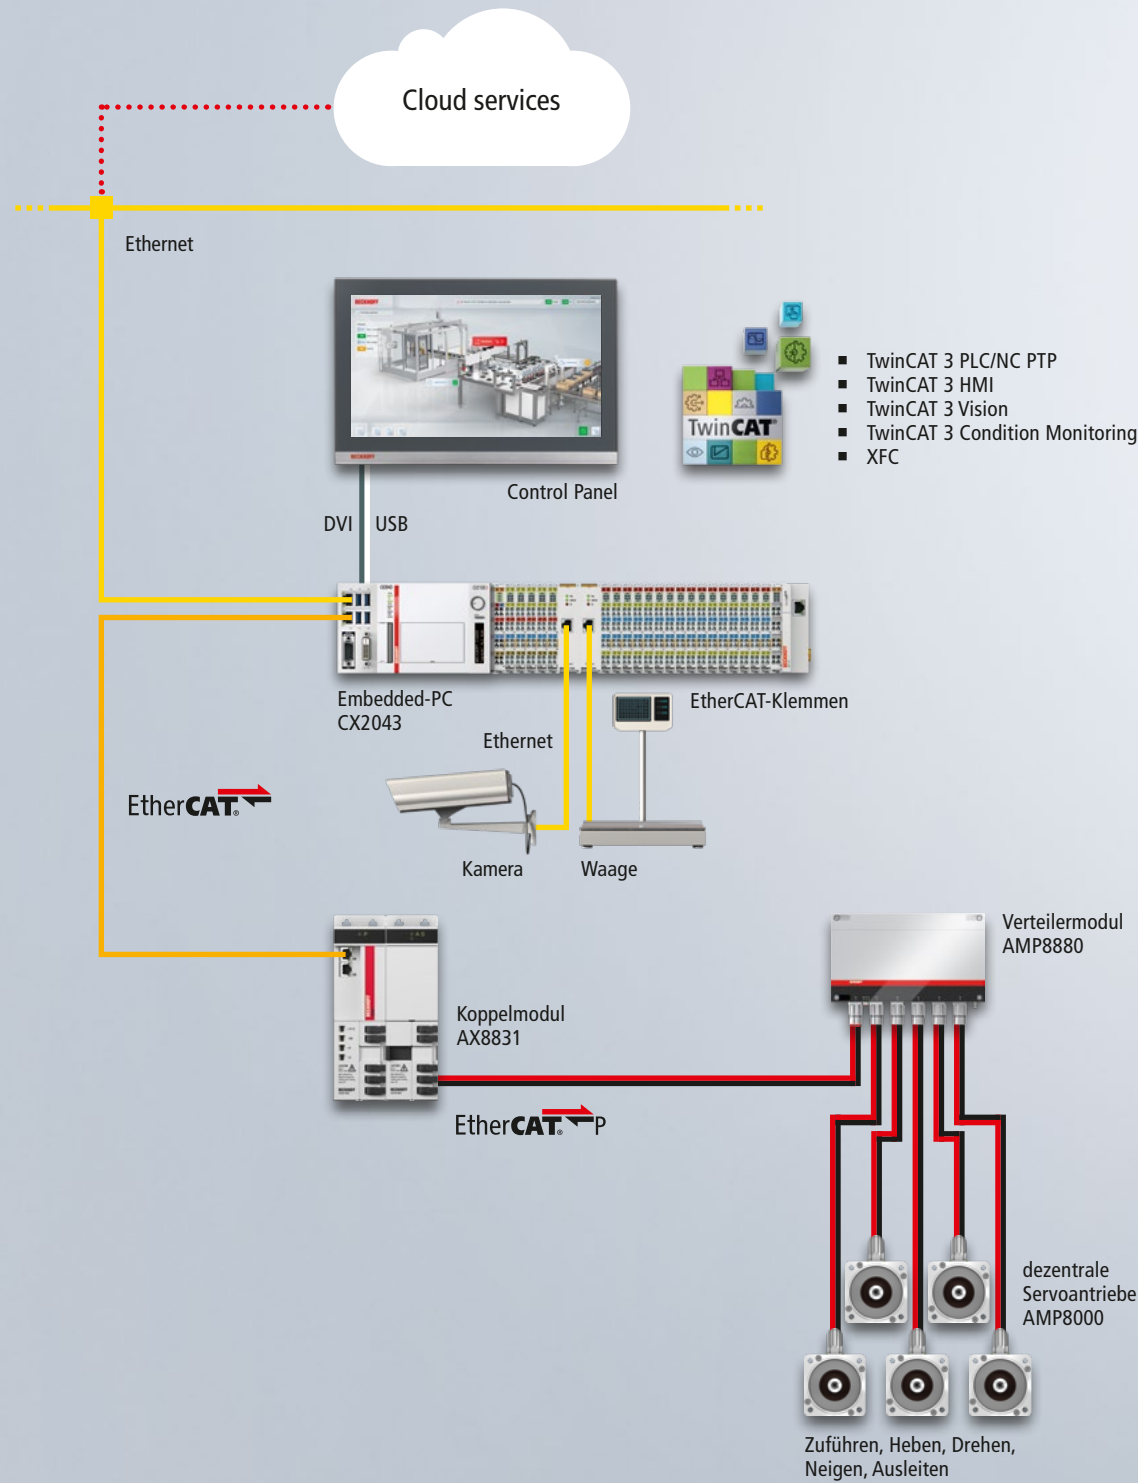 Cloud services
Ethernet
BECKHOFF
BECKHOFF
Control Panel
TwinCAT®
■ TwinCAT 3 PLC/NC PTP
■ TwinCAT 3 HMI
■ TwinCAT 3 Vision
■ TwinCAT 3 Condition Monitoring
■ XFC
DVI
USB
Embedded-PC
CX2043
EtherCAT-Klemmen
Ethernet
Kamera
Waage
EtherCAT®
Koppelmodul
AX8831
EtherCAT® P
Verteilermodul
AMP8880
dezentrale
Servoantriebe
AMP8000
Zuführen, Heben, Drehen,
Neigen, Ausleiten